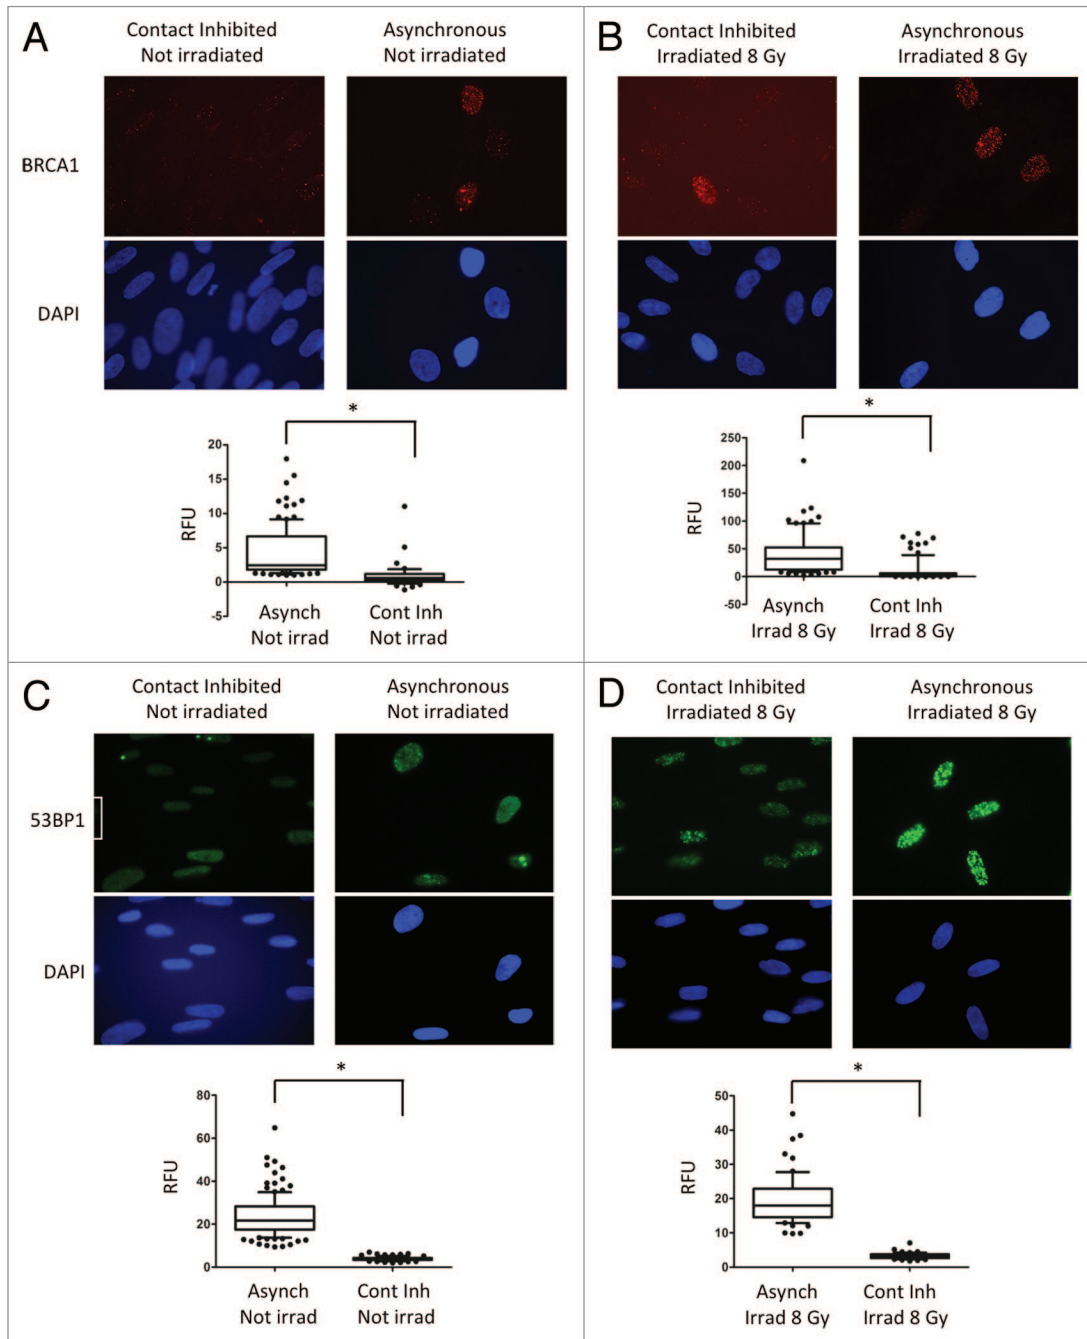 A
Contact Inhibited
Not irradiated
Asynchronous
Not irradiated
BRCA1
DAPI
*
RFU
20
15
10
5
0
-5
Asynch
Not irrad
Cont Inh
Not irrad
B
Contact Inhibited
Irradiated 8 Gy
Asynchronous
Irradiated 8 Gy
*
RFU
250
200
150
100
50
0
-50
Asynch
Irrad 8 Gy
Cont Inh
Irrad 8 Gy
C
Contact Inhibited
Not irradiated
Asynchronous
Not irradiated
53BP1
DAPI
*
RFU
80
60
40
20
0
Asynch
Not irrad
Cont Inh
Not irrad
D
Contact Inhibited
Irradiated 8 Gy
Asynchronous
Irradiated 8 Gy
*
RFU
50
40
30
20
10
0
Asynch
Irrad 8 Gy
Cont Inh
Irrad 8 Gy